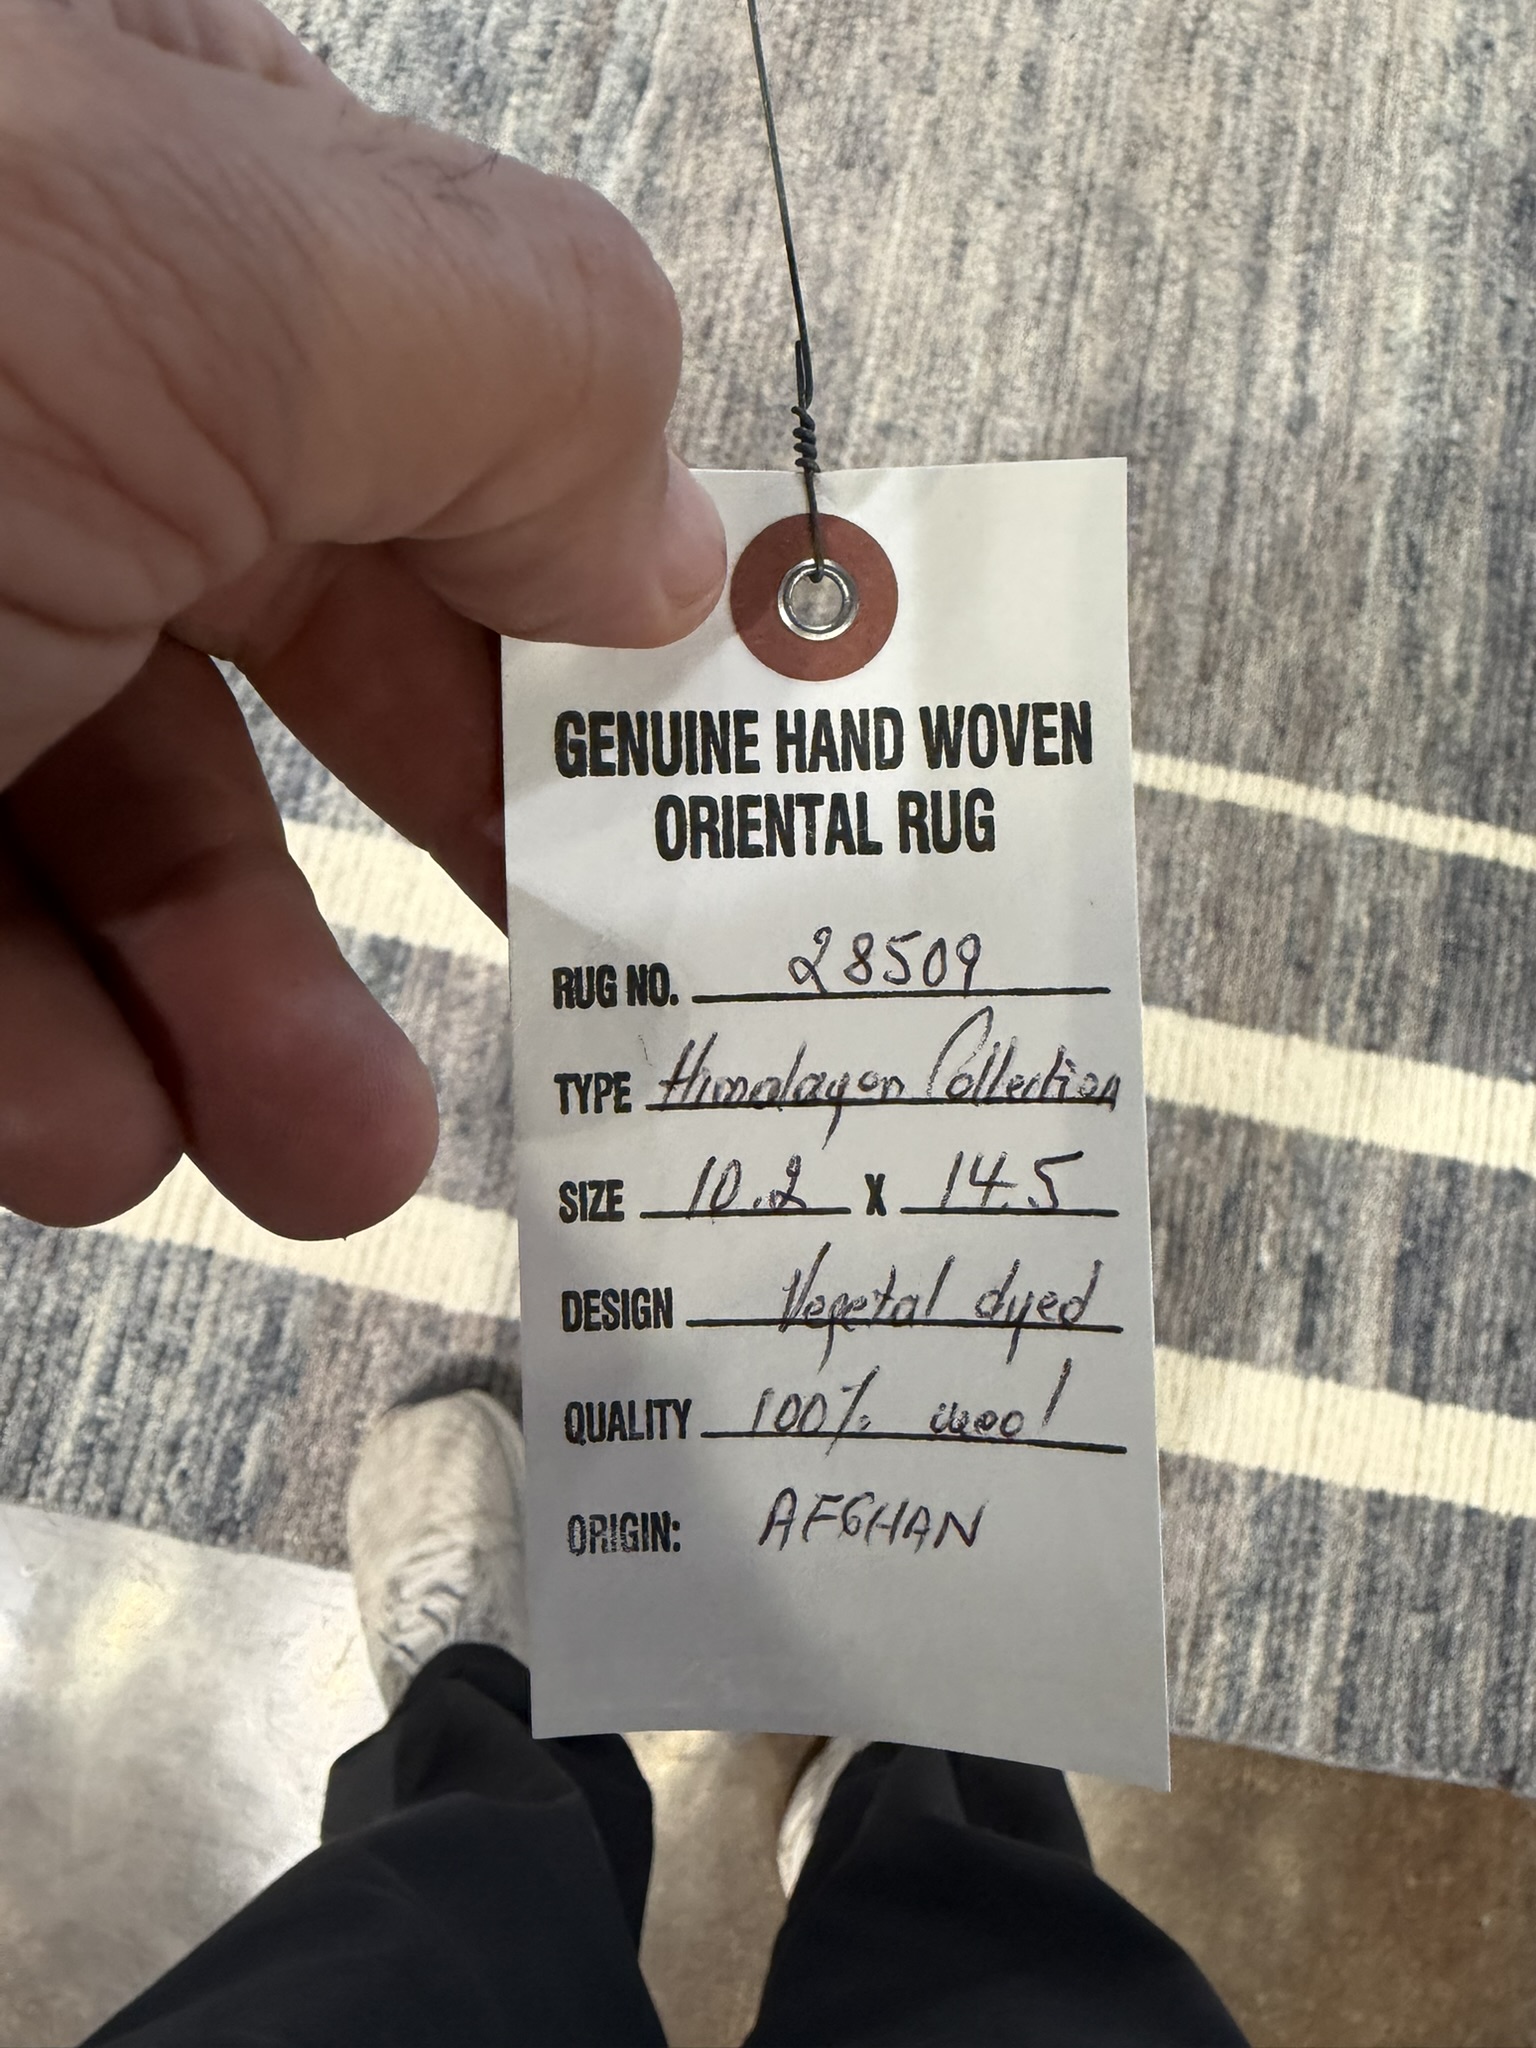 GENUINE HAND WOVEN
ORIENTAL RUG
RUG NO. 28509
TYPE Himalayan Collection
SIZE 10.2 X 14.5
DESIGN Vegetal dyed
QUALITY 100% wool
ORIGIN: AFGHAN